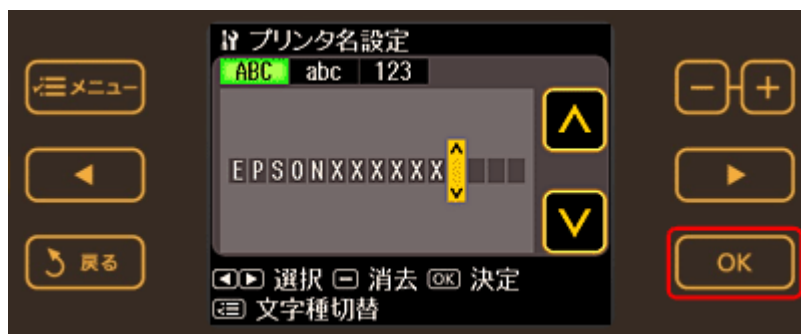 プリンタ名設定
ABC abc 123
EPSONXXXXXX
選択 消去 OK 決定
文字種切替
メニュー
戻る
OK